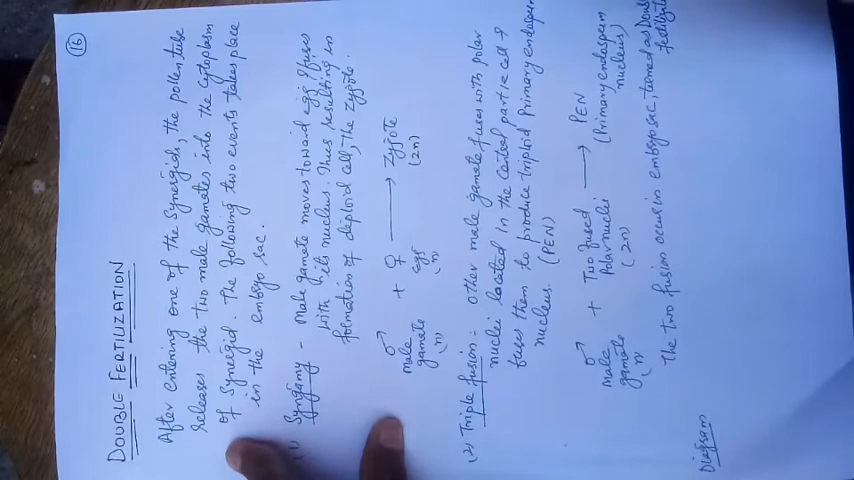 16
DOUBLE FERTILIZATION
After entering one of the Synergids, the pollen tube
releases the two male gametes into the Cytoplasm
of Synergid. The following two events takes place
in the embryo sac.
(1) Syngamy - Male gamete moves toward egg & fuses
with its nucleus. Thus resulting in
formation of diploid cell, the zygote.
♂ + ♀ → Zygote
male gamete egg (2n)
(n) (n)
(2) Triple fusion :- Other male gamete fuses with polar
nuclei located in the central part
fuses them to produce triploid Primary endosperm
nucleus. (PEN)
♂ + Two fused → PEN
male gamete Polar nuclei (Primary endosperm
(n) (2n) nucleus)
The two fusion occurs in embryo sac, termed as Double
fertiliz
Diagram